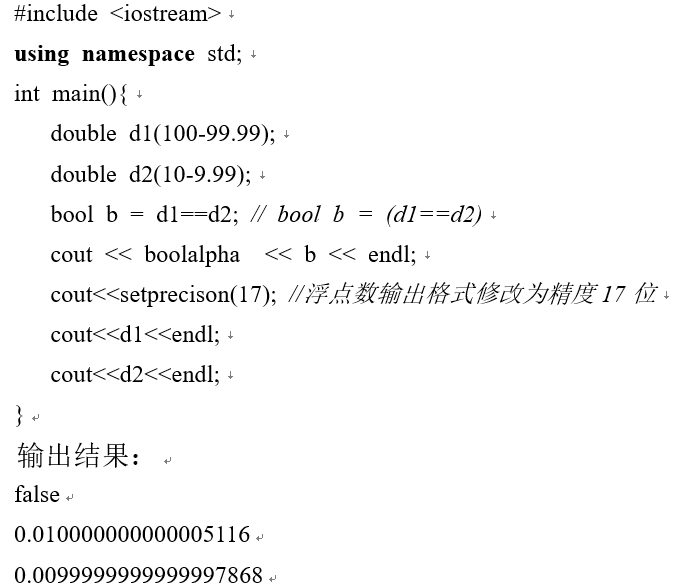 #include <iostream>
using namespace std;
int main(){
double d1(100-99.99);
double d2(10-9.99);
bool b = d1==d2; // bool b = (d1==d2)
cout << boolalpha << b << endl;
cout<<setprecison(17); //浮点数输出格式修改为精度 17 位
cout<<d1<<endl;
cout<<d2<<endl;
}
输出结果：
false
0.010000000000005116
0.0099999999999997868